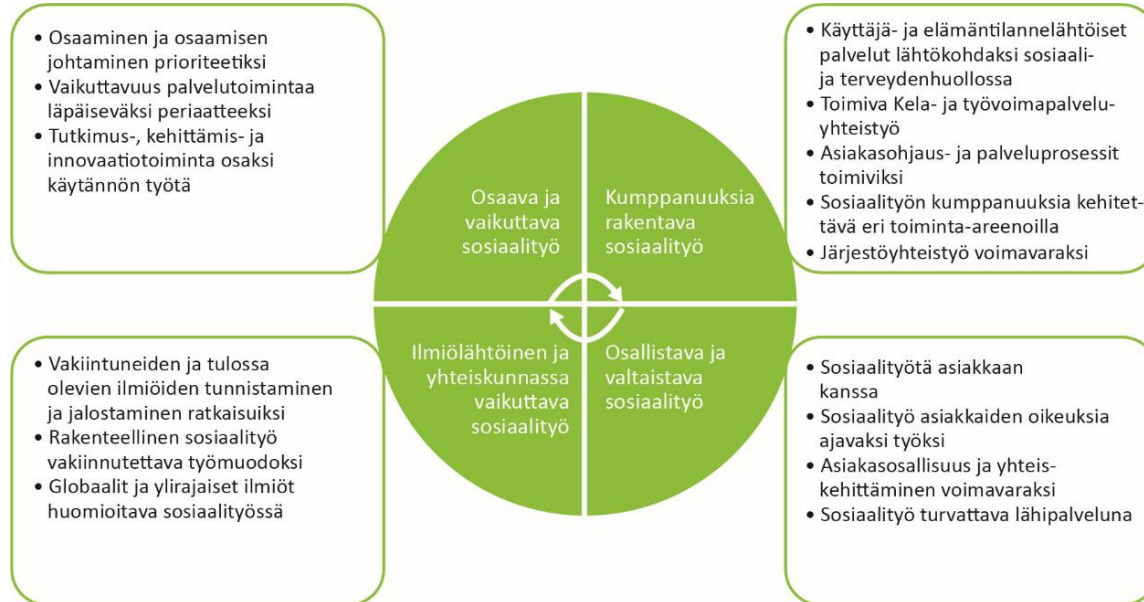 • Osaaminen ja osaamisen
johtaminen prioriteetiksi
• Vaikuttavuus palvelutoimintaa
läpäiseväksi periaatteeksi
• Tutkimus-, kehittämis- ja
innovaatiotoiminta osaksi
käytännön työtä
• Käyttäjä- ja elämäntilannelähtöiset
palvelut lähtökohdaksi sosiaali-
ja terveydenhuollossa
• Toimiva Kela- ja työvoimapalvelu-
yhteistyö
• Asiakasohjaus- ja palveluprosessit
toimiviksi
• Sosiaalityön kumppanuuksia kehitet-
tävä eri toiminta-areenoilla
• Järjestöyhteistyö voimavaraksi
Osaava ja
vaikuttava
sosiaalityö
Kumppanuuksia
rakentava
sosiaalityö
Ilmiölähtöinen ja
yhteiskunnassa
vaikuttava
sosiaalityö
Osallistava ja
valtaistava
sosiaalityö
• Vakiintuneiden ja tulossa
olevien ilmiöiden tunnistaminen
ja jalostaminen ratkaisuiksi
• Rakenteellinen sosiaalityö
vakiinnutettava työmuodoksi
• Globaalit ja ylirajaiset ilmiöt
huomioitava sosiaalityössä
• Sosiaalityötä asiakkaan
kanssa
• Sosiaalityö asiakkaiden oikeuksia
ajavaksi työksi
• Asiakasosallisuus ja yhteis-
kehittäminen voimavaraksi
• Sosiaalityö turvattava lähipalveluna